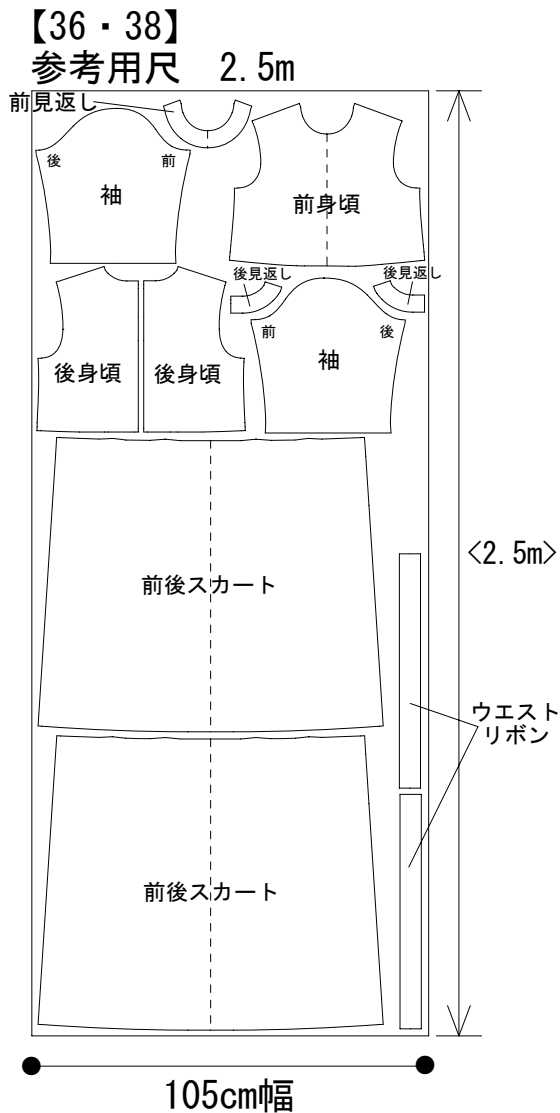 【36・38】
参考用尺 2.5m
前見返し
後
前
袖
前身頃
後見返し
後見返し
前
後
袖
後身頃
後身頃
<2.5m>
前後スカート
ウエスト
リボン
前後スカート
105cm幅